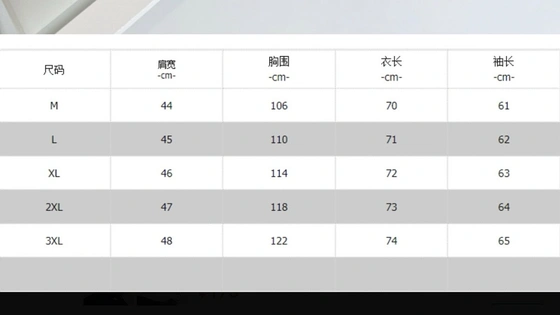 尺码 肩宽 -cm- 胸围 -cm- 衣长 -cm- 袖长 -cm-
M 44 106 70 61
L 45 110 71 62
XL 46 114 72 63
2XL 47 118 73 64
3XL 48 122 74 65